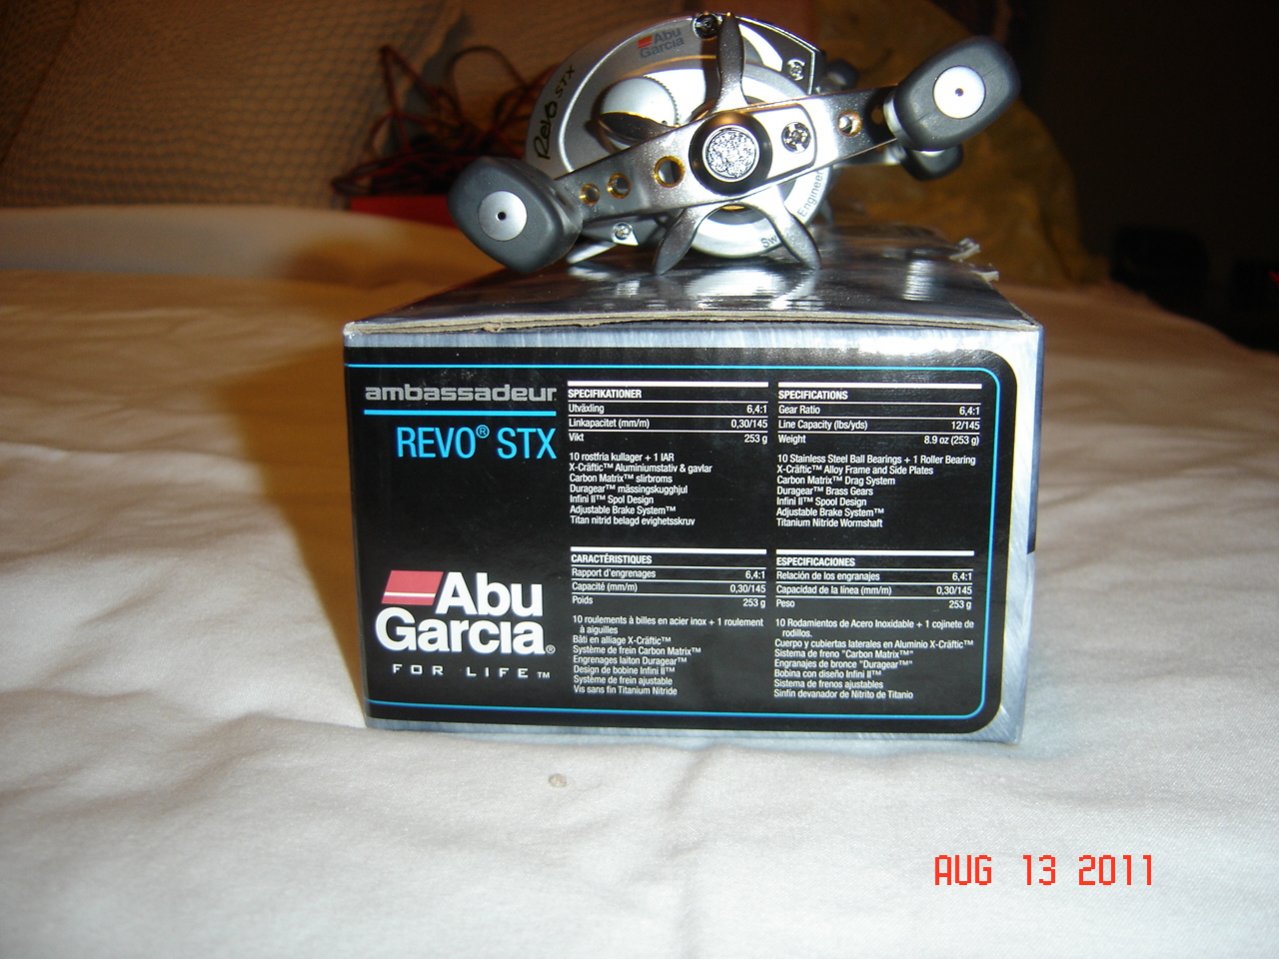 Abu
Garcia
Revo STX
Engineer
Sw
ambassadeur
REVO® STX
SPECIFIKATIONER
Utväxling 6,4:1
Linkapacitet (mm/m) 0,30/145
Vikt 253 g
10 rostfria kullager + 1 IAR
X-Cräftic™ Aluminiumstativ & gavlar
Carbon Matrix™ slirbroms
Duragear™ mässingskugghjul
Infini II™ Spool Design
Adjustable Brake System™
Titan nitrid belagd evighetsskruv
SPECIFICATIONS
Gear Ratio 6,4:1
Line Capacity (lbs/yds) 12/145
Weight 8.9 oz (253 g)
10 Stainless Steel Ball Bearings + 1 Roller Bearing
X-Cräftic™ Alloy Frame and Side Plates
Carbon Matrix™ Drag System
Duragear™ Brass Gears
Infini II™ Spool Design
Adjustable Brake System™
Titanium Nitride Wormshaft
CARACTÉRISTIQUES
Rapport d'engrenages 6,4:1
Capacité (mm/m) 0,30/145
Poids 253 g
10 roulements à billes en acier inox + 1 roulement
à aiguilles
Bâti en alliage X-Cräftic™
Système de frein Carbon Matrix™
Engrenages laiton Duragear™
Design de bobine Infini II™
Système de frein ajustable
Vis sans fin Titanium Nitride
ESPECIFICACIONES
Relación de los engranajes 6,4:1
Capacidad de la línea (mm/m) 0,30/145
Peso 253 g
10 Rodamientos de Acero Inoxidable + 1 cojinete de
rodillos.
Cuerpo y cubiertas laterales en Aluminio X-Cräftic™
Sistema de freno "Carbon Matrix™"
Engranajes de bronce "Duragear™"
Bobina con diseño Infini II™
Sistema de frenos ajustables
Sinfín devanador de Nitrito de Titanio
Abu
Garcia®
FOR LIFE™
AUG 13 2011